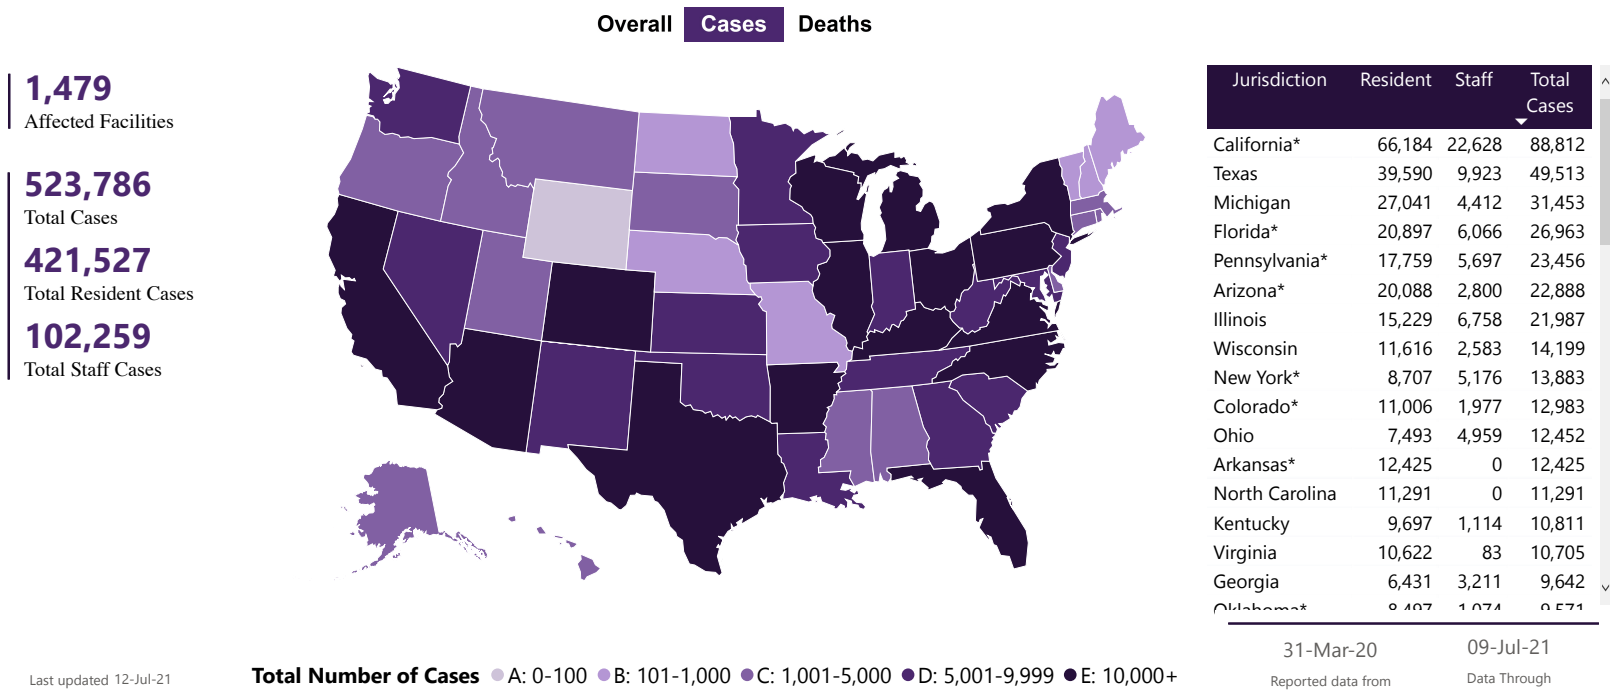 Overall Cases Deaths
1,479
Affected Facilities
523,786
Total Cases
421,527
Total Resident Cases
102,259
Total Staff Cases
Jurisdiction Resident Staff Total Cases
California* 66,184 22,628 88,812
Texas 39,590 9,923 49,513
Michigan 27,041 4,412 31,453
Florida* 20,897 6,066 26,963
Pennsylvania* 17,759 5,697 23,456
Arizona* 20,088 2,800 22,888
Illinois 15,229 6,758 21,987
Wisconsin 11,616 2,583 14,199
New York* 8,707 5,176 13,883
Colorado* 11,006 1,977 12,983
Ohio 7,493 4,959 12,452
Arkansas* 12,425 0 12,425
North Carolina 11,291 0 11,291
Kentucky 9,697 1,114 10,811
Virginia 10,622 83 10,705
Georgia 6,431 3,211 9,642
Oklahoma* 8,497 1,074 9,571
31-Mar-20 09-Jul-21
Reported data from Data Through
Last updated 12-Jul-21
Total Number of Cases A: 0-100 B: 101-1,000 C: 1,001-5,000 D: 5,001-9,999 E: 10,000+